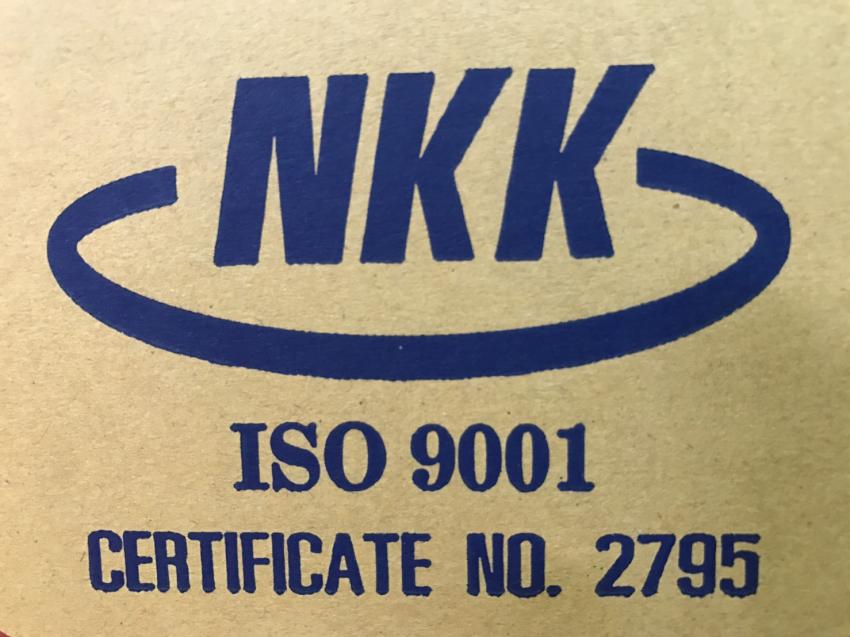 NKK
ISO 9001
CERTIFICATE NO. 2795